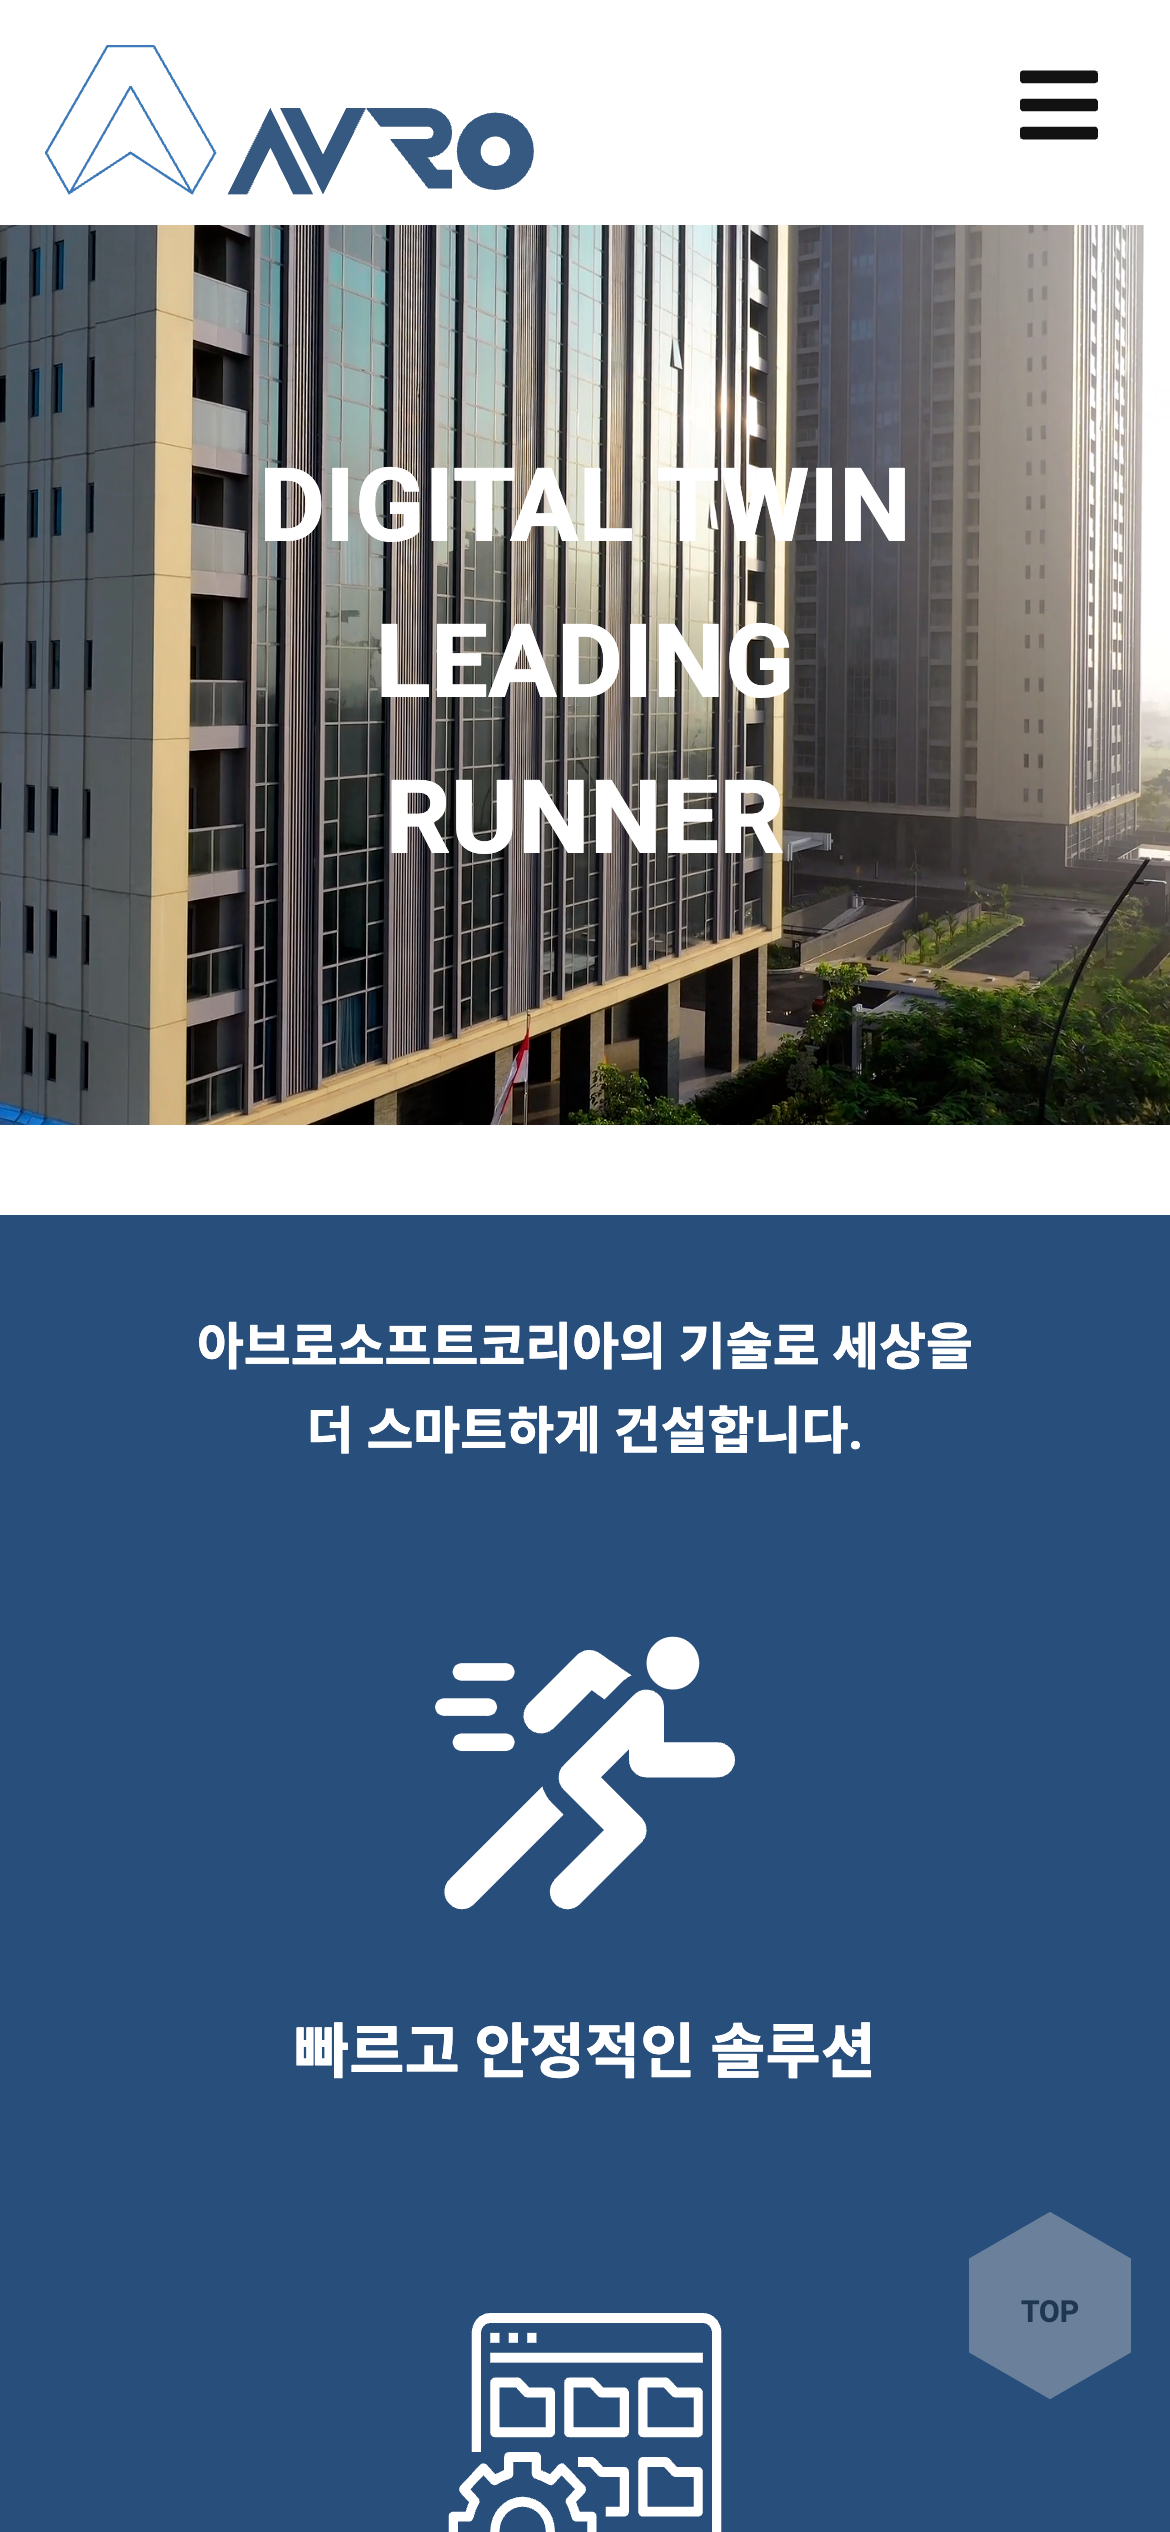 AVRO
DIGITAL TWIN
LEADING
RUNNER
아브로소프트코리아의 기술로 세상을
더 스마트하게 건설합니다.
빠르고 안정적인 솔루션
TOP